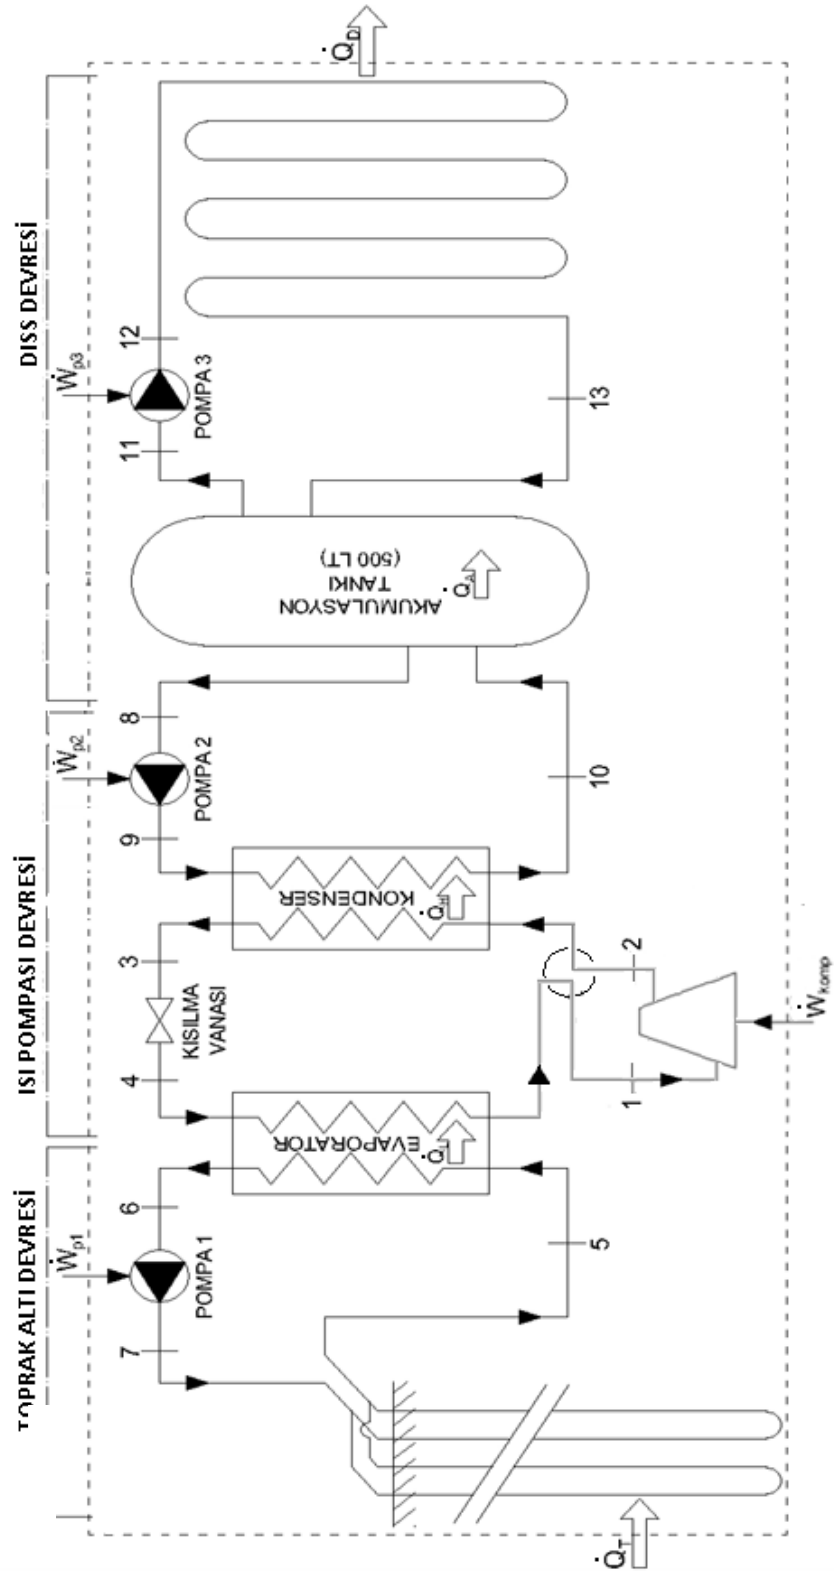 TOPRAK ALTI DEVRESİ
ISI POMPASI DEVRESİ
DISS DEVRESİ
Ẇp1
Ẇp2
Ẇp3
7
6
4
3
9
8
11
12
POMPA 1
KISILMA
VANASI
POMPA 2
POMPA 3
EVAPORATOR
KONDENSER
Q̇H
AKUMULASYON
TANKI
(500 LT)
Q̇A
Q̇D
5
1
2
10
13
Ẇkomp
Q̇T